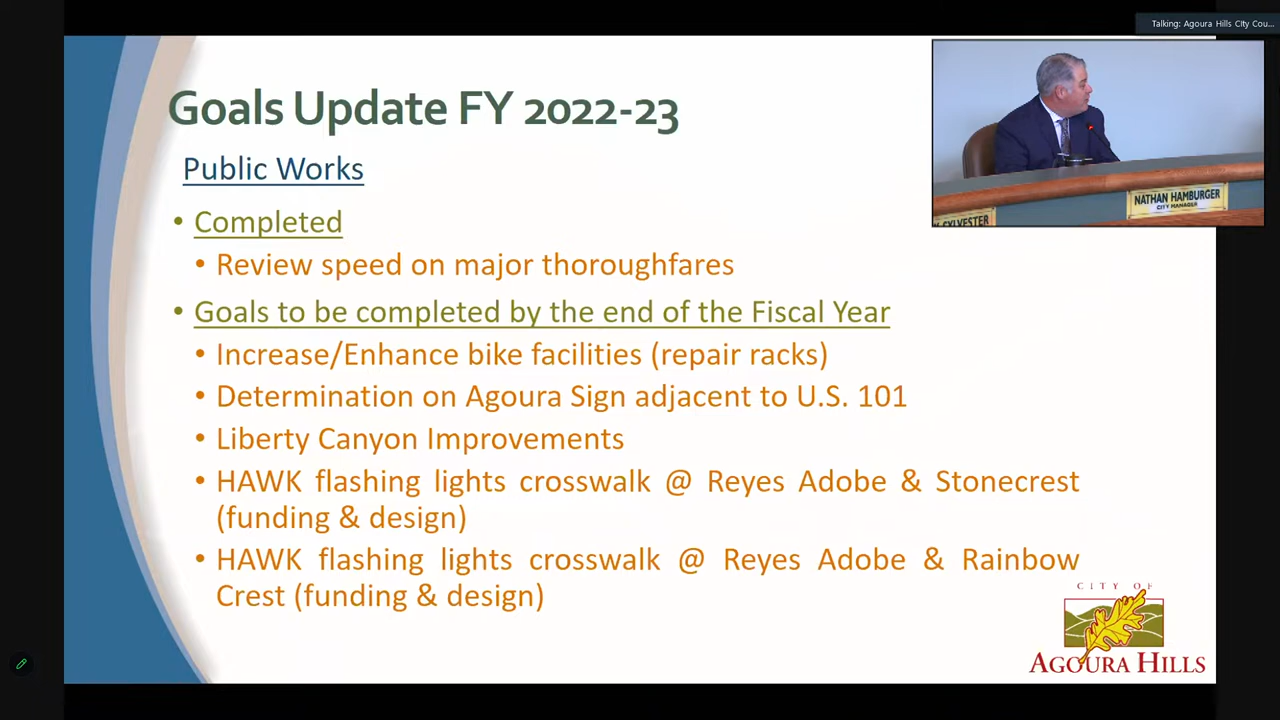 Talking: Agoura Hills City Cou...
Goals Update FY 2022-23
NATHAN HAMBURGER
CITY MANAGER
SYLVESTER
Public Works
• Completed
• Review speed on major thoroughfares
• Goals to be completed by the end of the Fiscal Year
• Increase/Enhance bike facilities (repair racks)
• Determination on Agoura Sign adjacent to U.S. 101
• Liberty Canyon Improvements
• HAWK flashing lights crosswalk @ Reyes Adobe & Stonecrest
(funding & design)
• HAWK flashing lights crosswalk @ Reyes Adobe & Rainbow
Crest (funding & design)
CITY OF
AGOURA HILLS